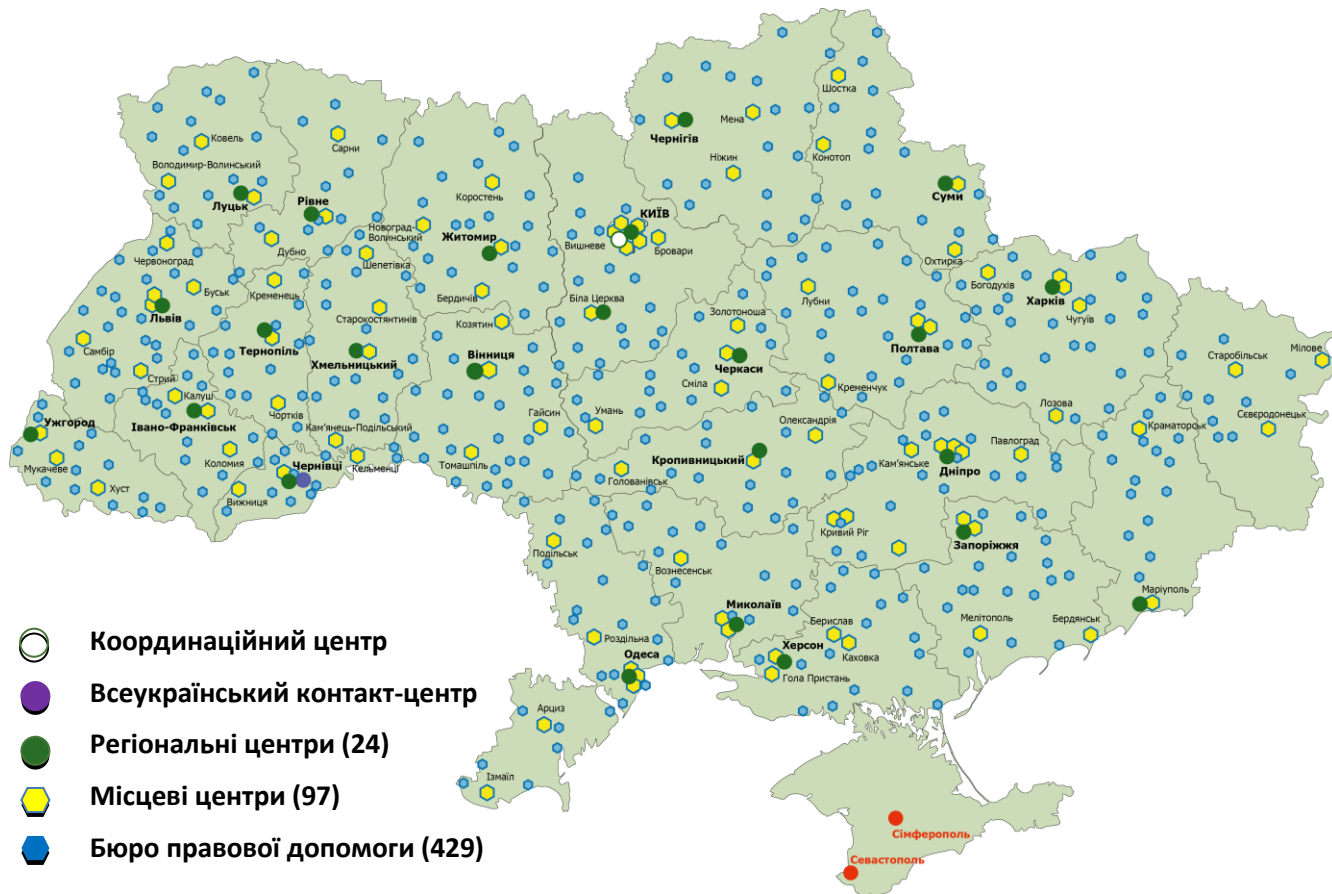 Шостка
Мена
Чернігів
Ковель
Сарни
Конотоп
Володимир-Волинський
Ніжин
Коростень
Суми
Луцьк
Рівне
КИЇВ
Новоград-
Волинський
Житомир
Вишневе
Бровари
Дубно
Червоноград
Шепетівка
Охтирка
Богодухів
Буськ
Кременець
Бердичів
Біла Церква
Лубни
Харків
Чугуїв
Львів
Старокостянтинів
Козятин
Золотоноша
Полтава
Тернопіль
Самбір
Хмельницький
Вінниця
Черкаси
Старобільськ
Мілове
Стрий
Калуш
Сміла
Кременчук
Ужгород
Івано-Франківськ
Чортків
Гайсин
Умань
Олександрія
Лозова
Краматорськ
Сєвєродонецьк
Кам'янець-Подільський
Павлоград
Мукачеве
Коломия
Чернівці
Кельменці
Томашпіль
Кропивницький
Кам'янське
Дніпро
Голованівськ
Хуст
Вижниця
Кривий Ріг
Запоріжжя
Подільськ
Вознесенськ
Миколаїв
Маріуполь
Берислав
Мелітополь
Бердянськ
Роздільна
Херсон
Каховка
Одеса
Гола Пристань
Арциз
Ізмаїл
Сімферополь
Севастополь
Координаційний центр
Всеукраїнський контакт-центр
Регіональні центри (24)
Місцеві центри (97)
Бюро правової допомоги (429)